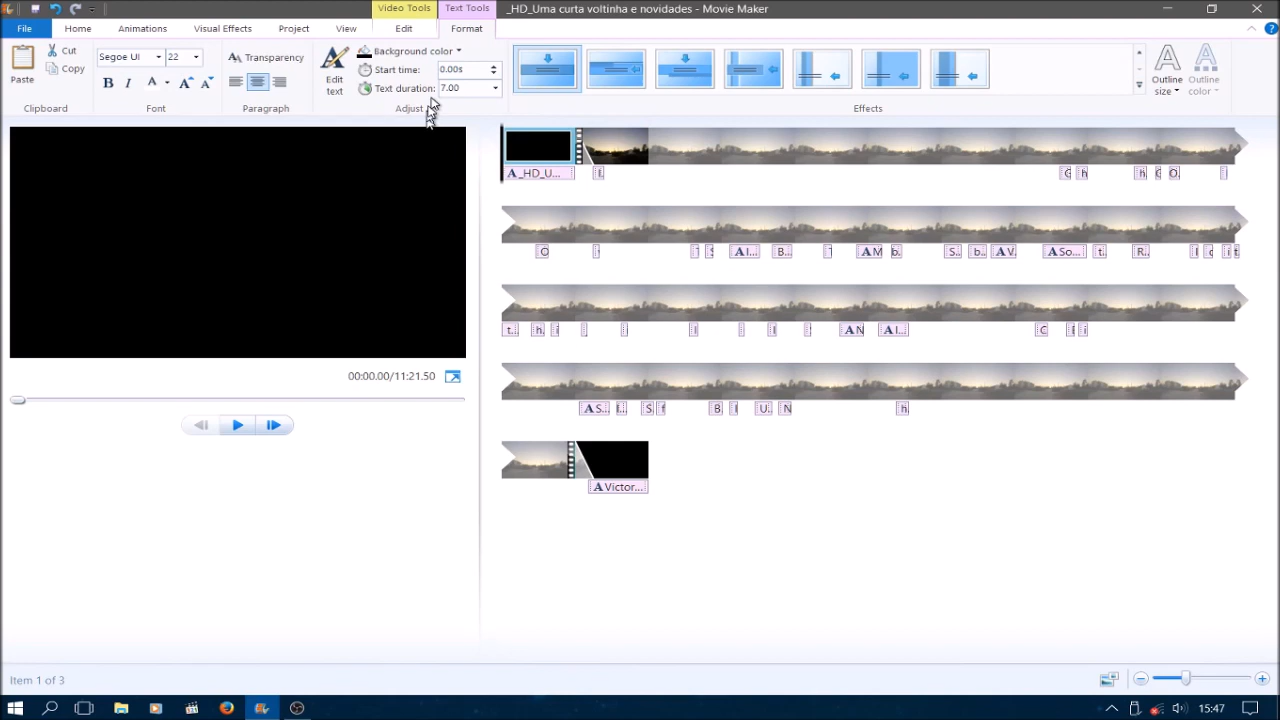 Video Tools
Text Tools
_HD_Uma curta voltinha e novidades - Movie Maker
File
Home
Animations
Visual Effects
Project
View
Edit
Format
Paste
Cut
Copy
Clipboard
Segoe UI
22
B I A A A
Font
Transparency
Paragraph
Edit text
Background color
Start time: 0.00s
Text duration: 7.00
Adjust
Effects
Outline size
Outline color
A _HD_U...
O
A I...
B...
A M
b.
S..
b..
A V.
A So...
t..
R..
t..
h.
A N
A I...
C
A S...
S
f
B
U.
N
h
A Victor...
00:00.00/11:21.50
Item 1 of 3
15:47